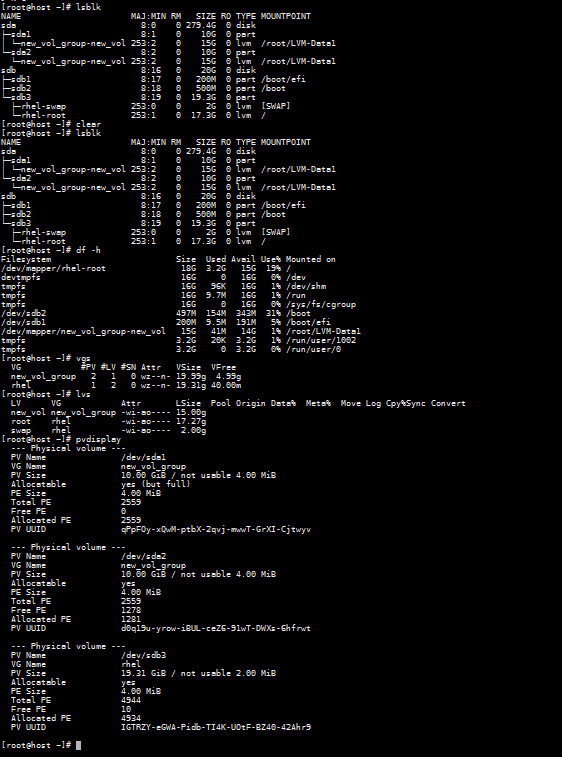 [root@host ~]# lsblk
NAME                      MAJ:MIN RM   SIZE RO TYPE MOUNTPOINT
sda                         8:0    0 279.4G  0 disk
├─sda1                      8:1    0    10G  0 part
│ └─new_vol_group-new_vol 253:2    0    15G  0 lvm  /root/LVM-Data1
└─sda2                      8:2    0    10G  0 part
  └─new_vol_group-new_vol 253:2    0    15G  0 lvm  /root/LVM-Data1
sdb                         8:16   0    20G  0 disk
├─sdb1                      8:17   0   200M  0 part /boot/efi
├─sdb2                      8:18   0   500M  0 part /boot
└─sdb3                      8:19   0  19.3G  0 part
  ├─rhel-swap             253:0    0     2G  0 lvm  [SWAP]
  └─rhel-root             253:1    0  17.3G  0 lvm  /
[root@host ~]# clear
[root@host ~]# lsblk
NAME                      MAJ:MIN RM   SIZE RO TYPE MOUNTPOINT
sda                         8:0    0 279.4G  0 disk
├─sda1                      8:1    0    10G  0 part
│ └─new_vol_group-new_vol 253:2    0    15G  0 lvm  /root/LVM-Data1
└─sda2                      8:2    0    10G  0 part
  └─new_vol_group-new_vol 253:2    0    15G  0 lvm  /root/LVM-Data1
sdb                         8:16   0    20G  0 disk
├─sdb1                      8:17   0   200M  0 part /boot/efi
├─sdb2                      8:18   0   500M  0 part /boot
└─sdb3                      8:19   0  19.3G  0 part
  ├─rhel-swap             253:0    0     2G  0 lvm  [SWAP]
  └─rhel-root             253:1    0  17.3G  0 lvm  /
[root@host ~]# df -h
Filesystem                         Size  Used Avail Use% Mounted on
/dev/mapper/rhel-root               18G  3.2G   15G  19% /
devtmpfs                            16G     0   16G   0% /dev
tmpfs                               16G   96K   16G   1% /dev/shm
tmpfs                               16G  9.7M   16G   1% /run
tmpfs                               16G     0   16G   0% /sys/fs/cgroup
/dev/sdb2                          497M  154M  343M  31% /boot
/dev/sdb1                          200M  9.5M  191M   5% /boot/efi
/dev/mapper/new_vol_group-new_vol   15G   41M   14G   1% /root/LVM-Data1
tmpfs                              3.2G   20K  3.2G   1% /run/user/1002
tmpfs                              3.2G     0  3.2G   0% /run/user/0
[root@host ~]# vgs
  VG            #PV #LV #SN Attr   VSize  VFree
  new_vol_group   2   1   0 wz--n- 19.99g  4.99g
  rhel            1   2   0 wz--n- 19.31g 40.00m
[root@host ~]# lvs
  LV      VG            Attr       LSize  Pool Origin Data%  Meta%  Move Log Cpy%Sync Convert
  new_vol new_vol_group -wi-ao---- 15.00g
  root    rhel          -wi-ao---- 17.27g
  swap    rhel          -wi-ao----  2.00g
[root@host ~]# pvdisplay
  --- Physical volume ---
  PV Name               /dev/sda1
  VG Name               new_vol_group
  PV Size               10.00 GiB / not usable 4.00 MiB
  Allocatable           yes (but full)
  PE Size               4.00 MiB
  Total PE              2559
  Free PE               0
  Allocated PE          2559
  PV UUID               qPpFOy-xQwM-ptbX-2qvj-mwwT-GrXI-Cjtwyv
  --- Physical volume ---
  PV Name               /dev/sda2
  VG Name               new_vol_group
  PV Size               10.00 GiB / not usable 4.00 MiB
  Allocatable           yes
  PE Size               4.00 MiB
  Total PE              2559
  Free PE               1278
  Allocated PE          1281
  PV UUID               d0q19u-yrow-iBUL-ceZ6-91wT-DWXs-6hfrwt
  --- Physical volume ---
  PV Name               /dev/sdb3
  VG Name               rhel
  PV Size               19.31 GiB / not usable 2.00 MiB
  Allocatable           yes
  PE Size               4.00 MiB
  Total PE              4944
  Free PE               10
  Allocated PE          4934
  PV UUID               IGTRZY-eGWA-Pidb-TI4K-UOtF-BZ40-42Ahr9
[root@host ~]#